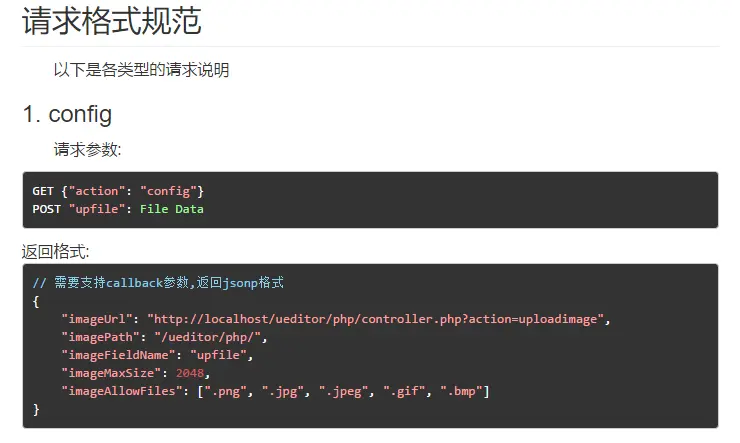 请求格式规范
以下是各类型的请求说明
1. config
请求参数:
GET {"action": "config"}
POST "upfile": File Data
返回格式:
// 需要支持callback参数,返回jsonp格式
{
    "imageUrl": "http://localhost/ueditor/php/controller.php?action=uploadimage",
    "imagePath": "/ueditor/php/",
    "imageFieldName": "upfile",
    "imageMaxSize": 2048,
    "imageAllowFiles": [".png", ".jpg", ".jpeg", ".gif", ".bmp"]
}